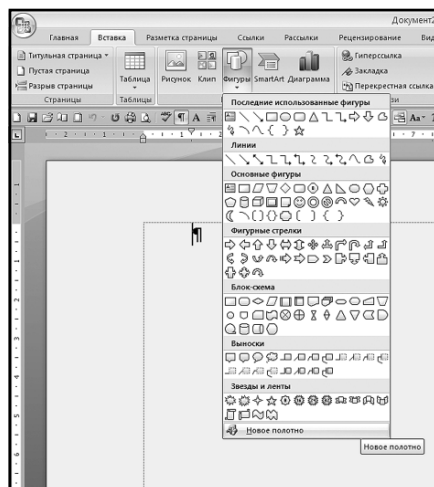 Документ2
Главная Вставка Разметка страницы Ссылки Рассылки Рецензирование Вид
Титульная страница
Пустая страница
Разрыв страницы
Страницы
Таблица
Таблицы
Рисунок Клип Фигуры SmartArt Диаграмма
Гиперссылка
Закладка
Перекрестная ссылка
Последние использованные фигуры
Линии
Основные фигуры
Фигурные стрелки
Блок-схема
Выноски
Звезды и ленты
Новое полотно
Новое полотно